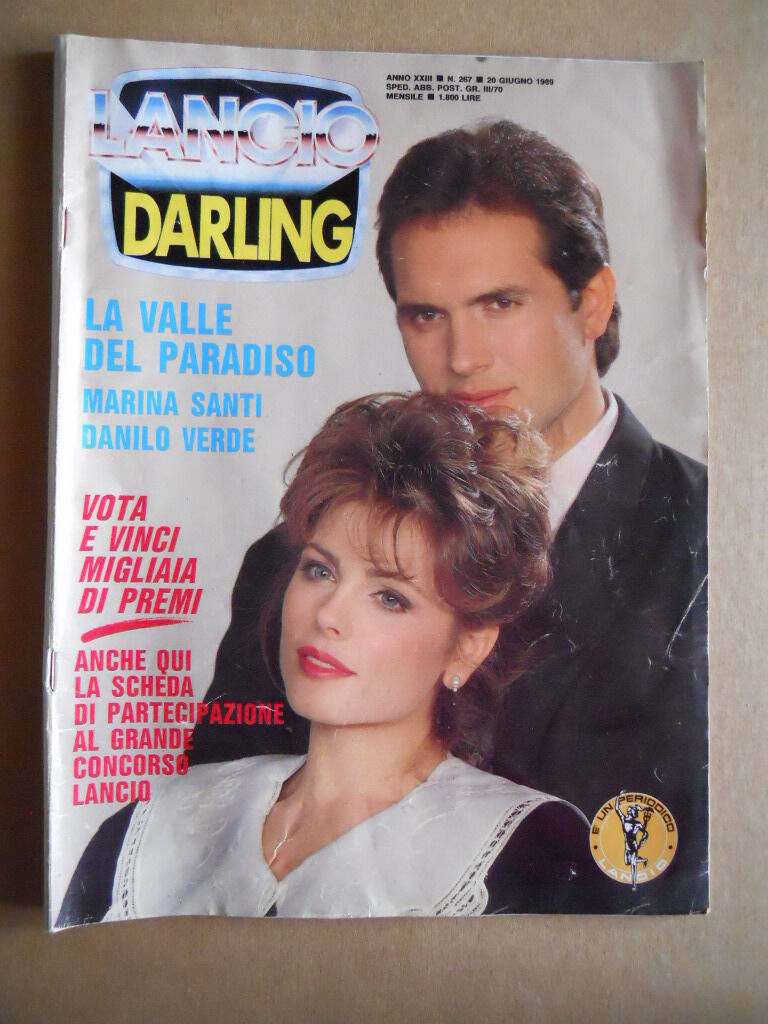 ANNO XXIII ■ N. 267 ■ 20 GIUGNO 1989
SPED. ABB. POST. GR. III/70
MENSILE ■ 1.800 LIRE
LANCIO
DARLING
LA VALLE
DEL PARADISO
MARINA SANTI
DANILO VERDE
VOTA
E VINCI
MIGLIAIA
DI PREMI
ANCHE QUI
LA SCHEDA
DI PARTECIPAZIONE
AL GRANDE
CONCORSO
LANCIO
• E UN PERIODICO •
LANCIO